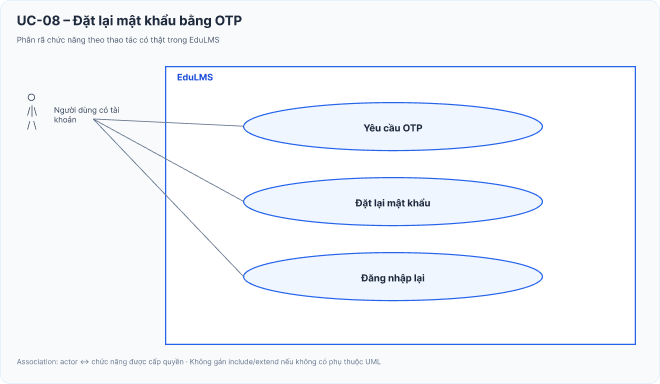 UC-08 – Đặt lại mật khẩu bằng OTP
Phân rã chức năng theo thao tác có thật trong EduLMS
EduLMS
Người dùng có tài
khoản
Yêu cầu OTP
Đặt lại mật khẩu
Đăng nhập lại
Association: actor ↔ chức năng được cấp quyền · Không gán include/extend nếu không có phụ thuộc UML